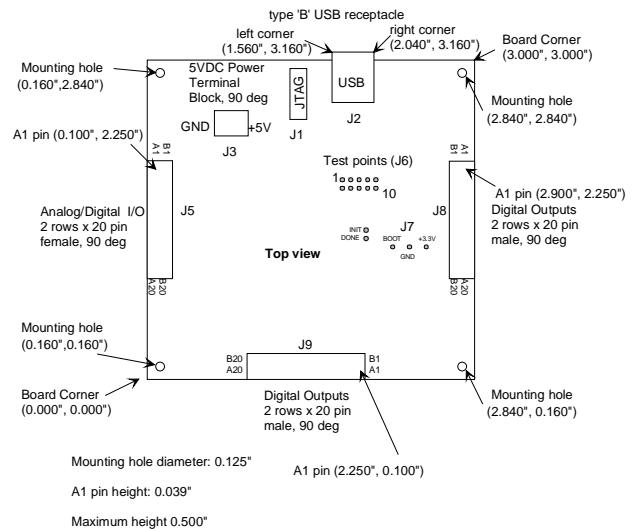 type 'B' USB receptacle
left corner
(1.560", 3.160")
right corner
(2.040", 3.160")
Board Corner
(3.000", 3.000")
Mounting hole
(0.160",2.840")
5VDC Power
Terminal
Block, 90 deg
JTAG
USB
Mounting hole
(2.840", 2.840")
GND
+5V
J1
J2
J3
A1 pin (0.100", 2.250")
A1
B1
B1
A1
Test points (J6)
1
10
A1 pin (2.900", 2.250")
Analog/Digital I/O
2 rows x 20 pin
female, 90 deg
J5
J8
Digital Outputs
2 rows x 20 pin
male, 90 deg
J7
INIT
DONE
BOOT
+3.3V
GND
Top view
A20
B20
B20
A20
Mounting hole
(0.160",0.160")
J9
B20
A20
B1
A1
Board Corner
(0.000", 0.000")
Digital Outputs
2 rows x 20 pin
male, 90 deg
Mounting hole
(2.840", 0.160")
Mounting hole diameter: 0.125"
A1 pin (2.250", 0.100")
A1 pin height: 0.039"
Maximum height 0.500"